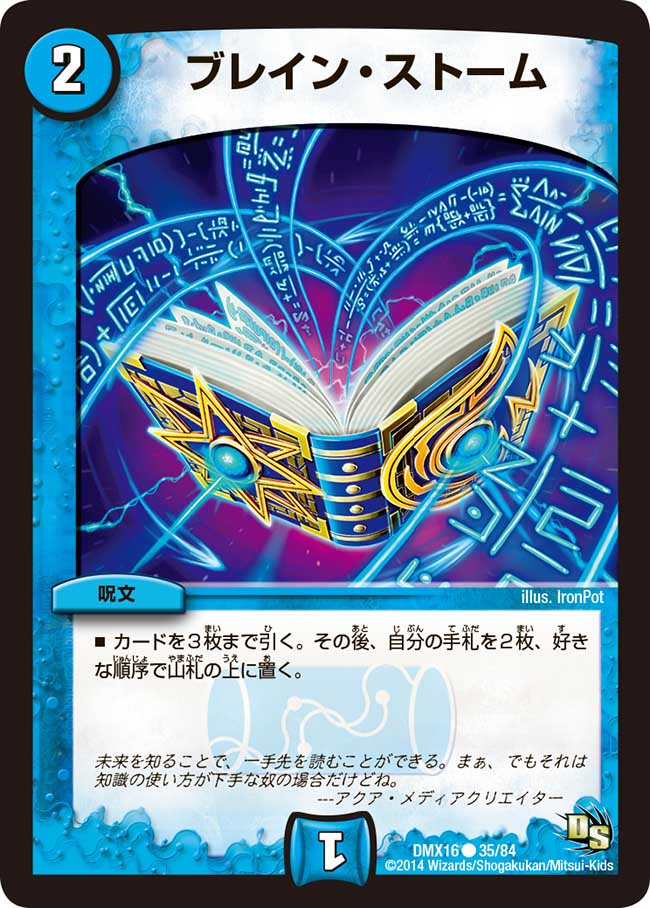 2
ブレイン・ストーム
呪文
illus. IronPot
■ カードを3枚まで引く。その後、自分の手札を2枚、好き
な順序で山札の上に置く。
未来を知ることで、一手先を読むことができる。まぁ、でもそれは
知識の使い方が下手な奴の場合だけどね。
---アクア・メディアクリエイター
1
DS
DMX16 ● 35/84
©2014 Wizards/Shogakukan/Mitsui-Kids